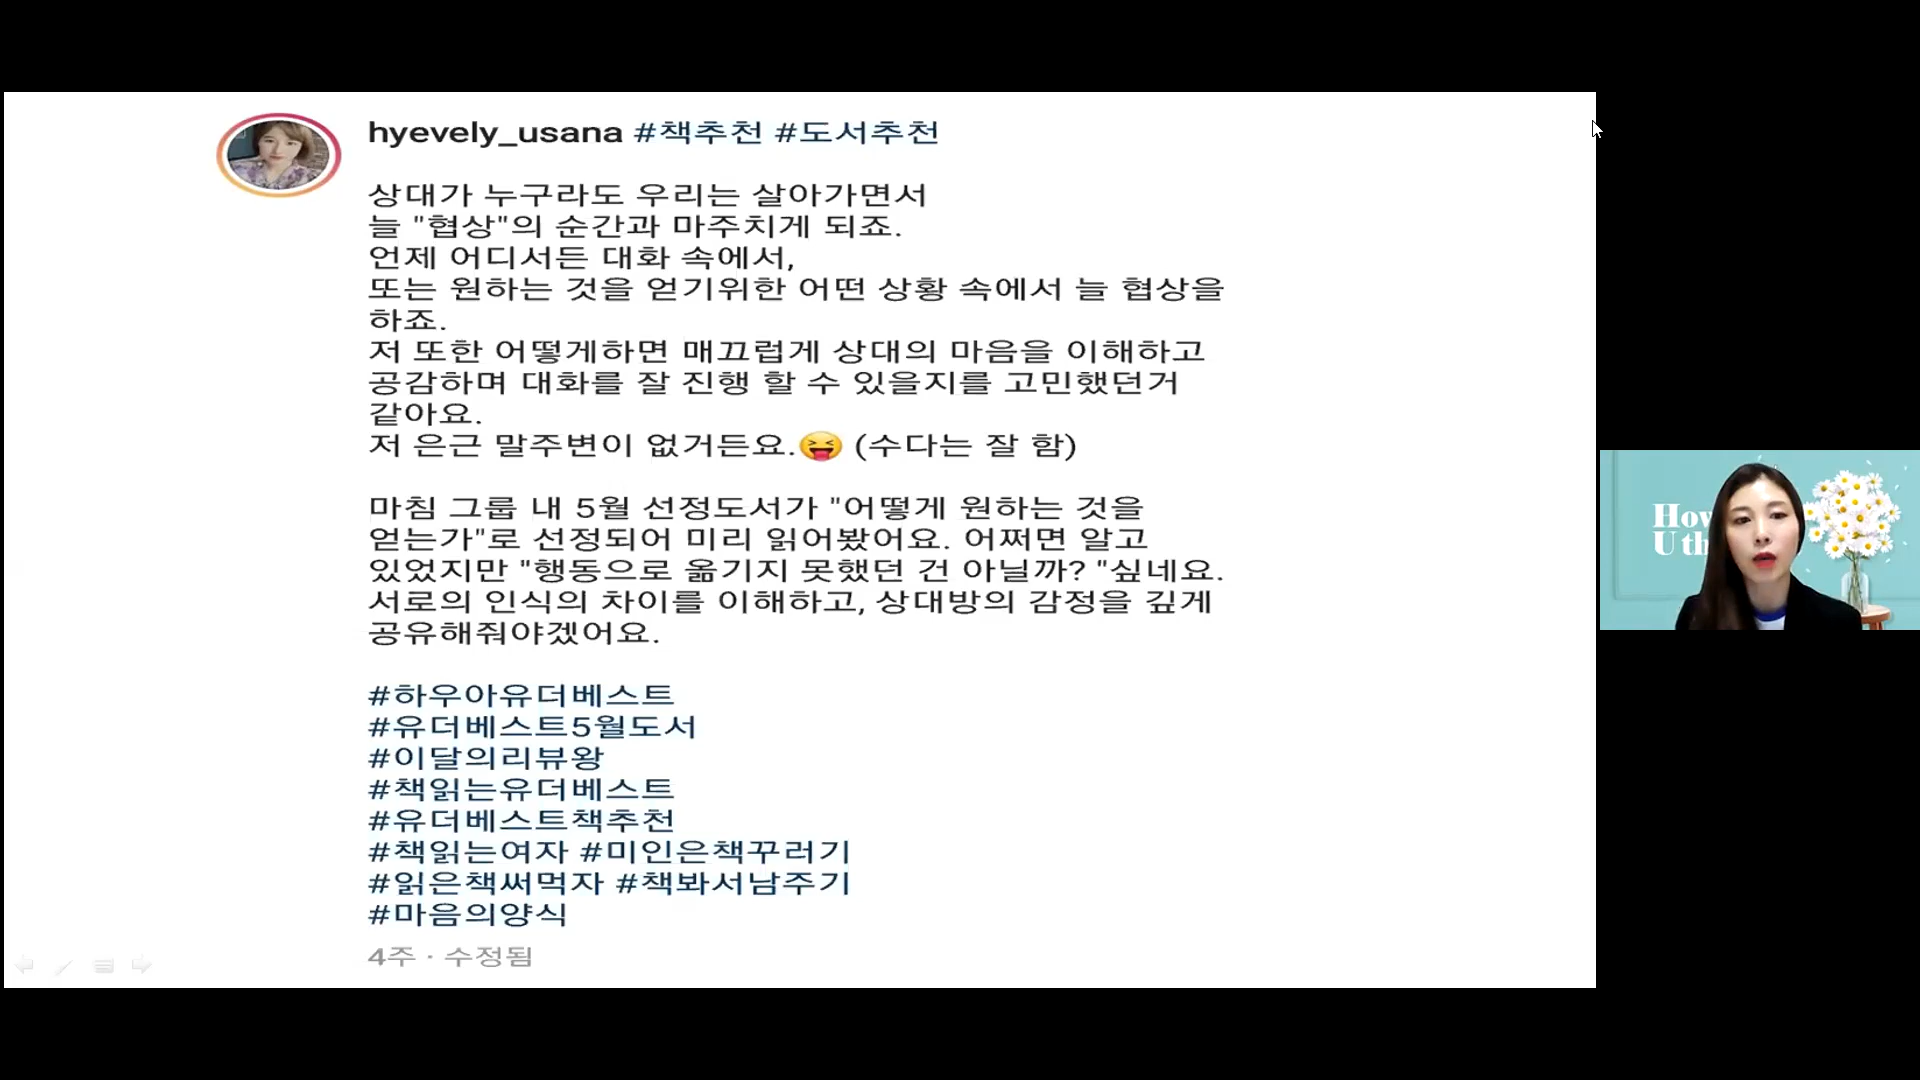 hyevely_usana #책추천 #도서추천
상대가 누구라도 우리는 살아가면서
늘 "협상"의 순간과 마주치게 되죠.
언제 어디서든 대화 속에서,
또는 원하는 것을 얻기위한 어떤 상황 속에서 늘 협상을
하죠.
저 또한 어떻게하면 매끄럽게 상대의 마음을 이해하고
공감하며 대화를 잘 진행 할 수 있을지를 고민했던거
같아요.
저 은근 말주변이 없거든요.😝 (수다는 잘 함)
마침 그룹 내 5월 선정도서가 "어떻게 원하는 것을
얻는가"로 선정되어 미리 읽어봤어요. 어쩌면 알고
있었지만 "행동으로 옮기지 못했던 건 아닐까? "싶네요.
서로의 인식의 차이를 이해하고, 상대방의 감정을 깊게
공유해줘야겠어요.
#하우아유더베스트
#유더베스트5월도서
#이달의리뷰왕
#책읽는유더베스트
#유더베스트책추천
#책읽는여자 #미인은책꾸러기
#읽은책써먹자 #책봐서남주기
#마음의양식
4주 · 수정됨
How
U th